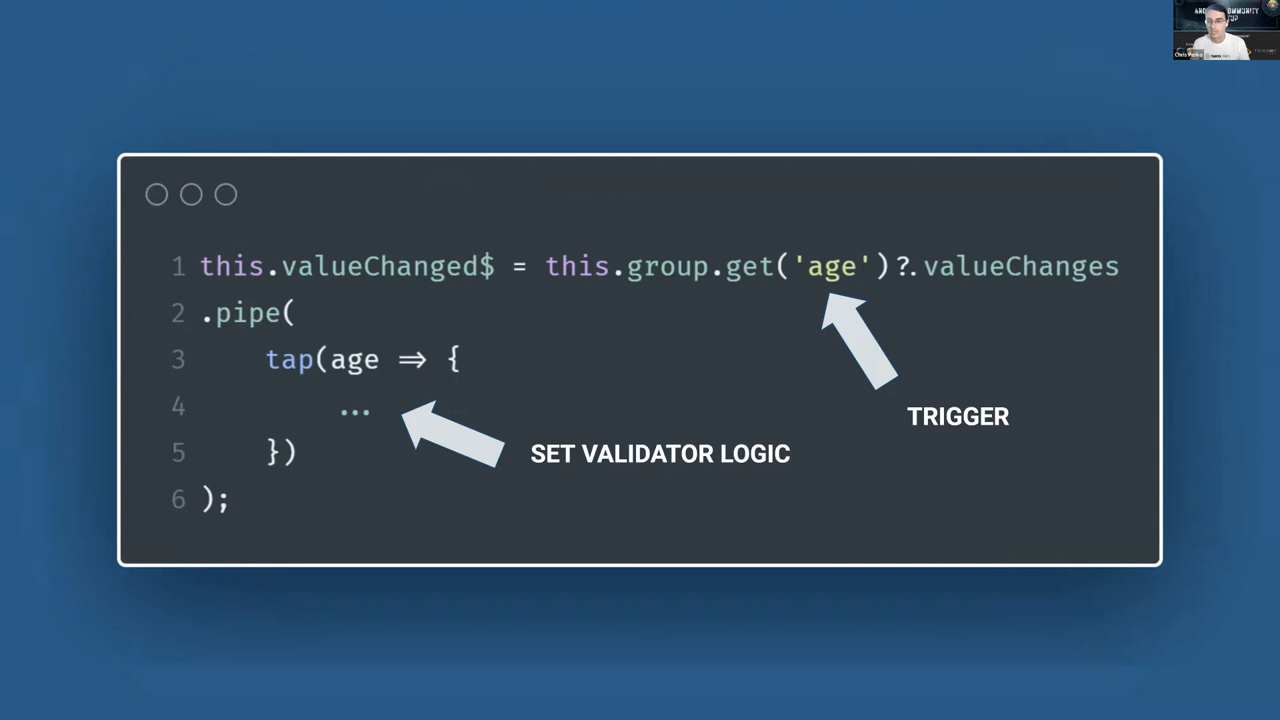 1 this.valueChanged$ = this.group.get('age')?.valueChanges
2 .pipe(
3 tap(age => {
4 ...
5 })
6 );
TRIGGER
SET VALIDATOR LOGIC